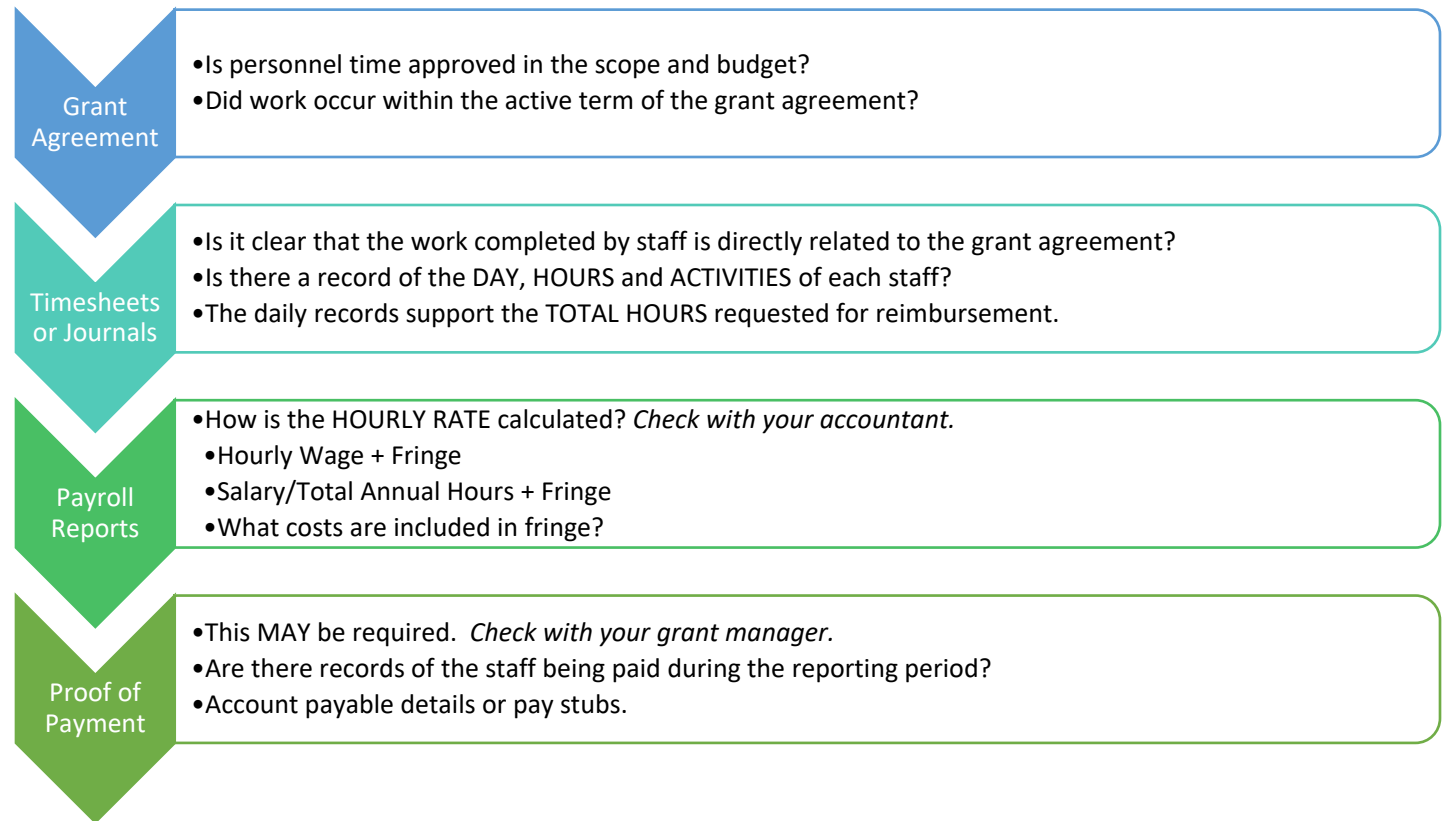 Grant
Agreement
•Is personnel time approved in the scope and budget?
•Did work occur within the active term of the grant agreement?
Timesheets
or Journals
•Is it clear that the work completed by staff is directly related to the grant agreement?
•Is there a record of the DAY, HOURS and ACTIVITIES of each staff?
•The daily records support the TOTAL HOURS requested for reimbursement.
Payroll
Reports
•How is the HOURLY RATE calculated? Check with your accountant.
•Hourly Wage + Fringe
•Salary/Total Annual Hours + Fringe
•What costs are included in fringe?
Proof of
Payment
•This MAY be required.  Check with your grant manager.
•Are there records of the staff being paid during the reporting period?
•Account payable details or pay stubs.